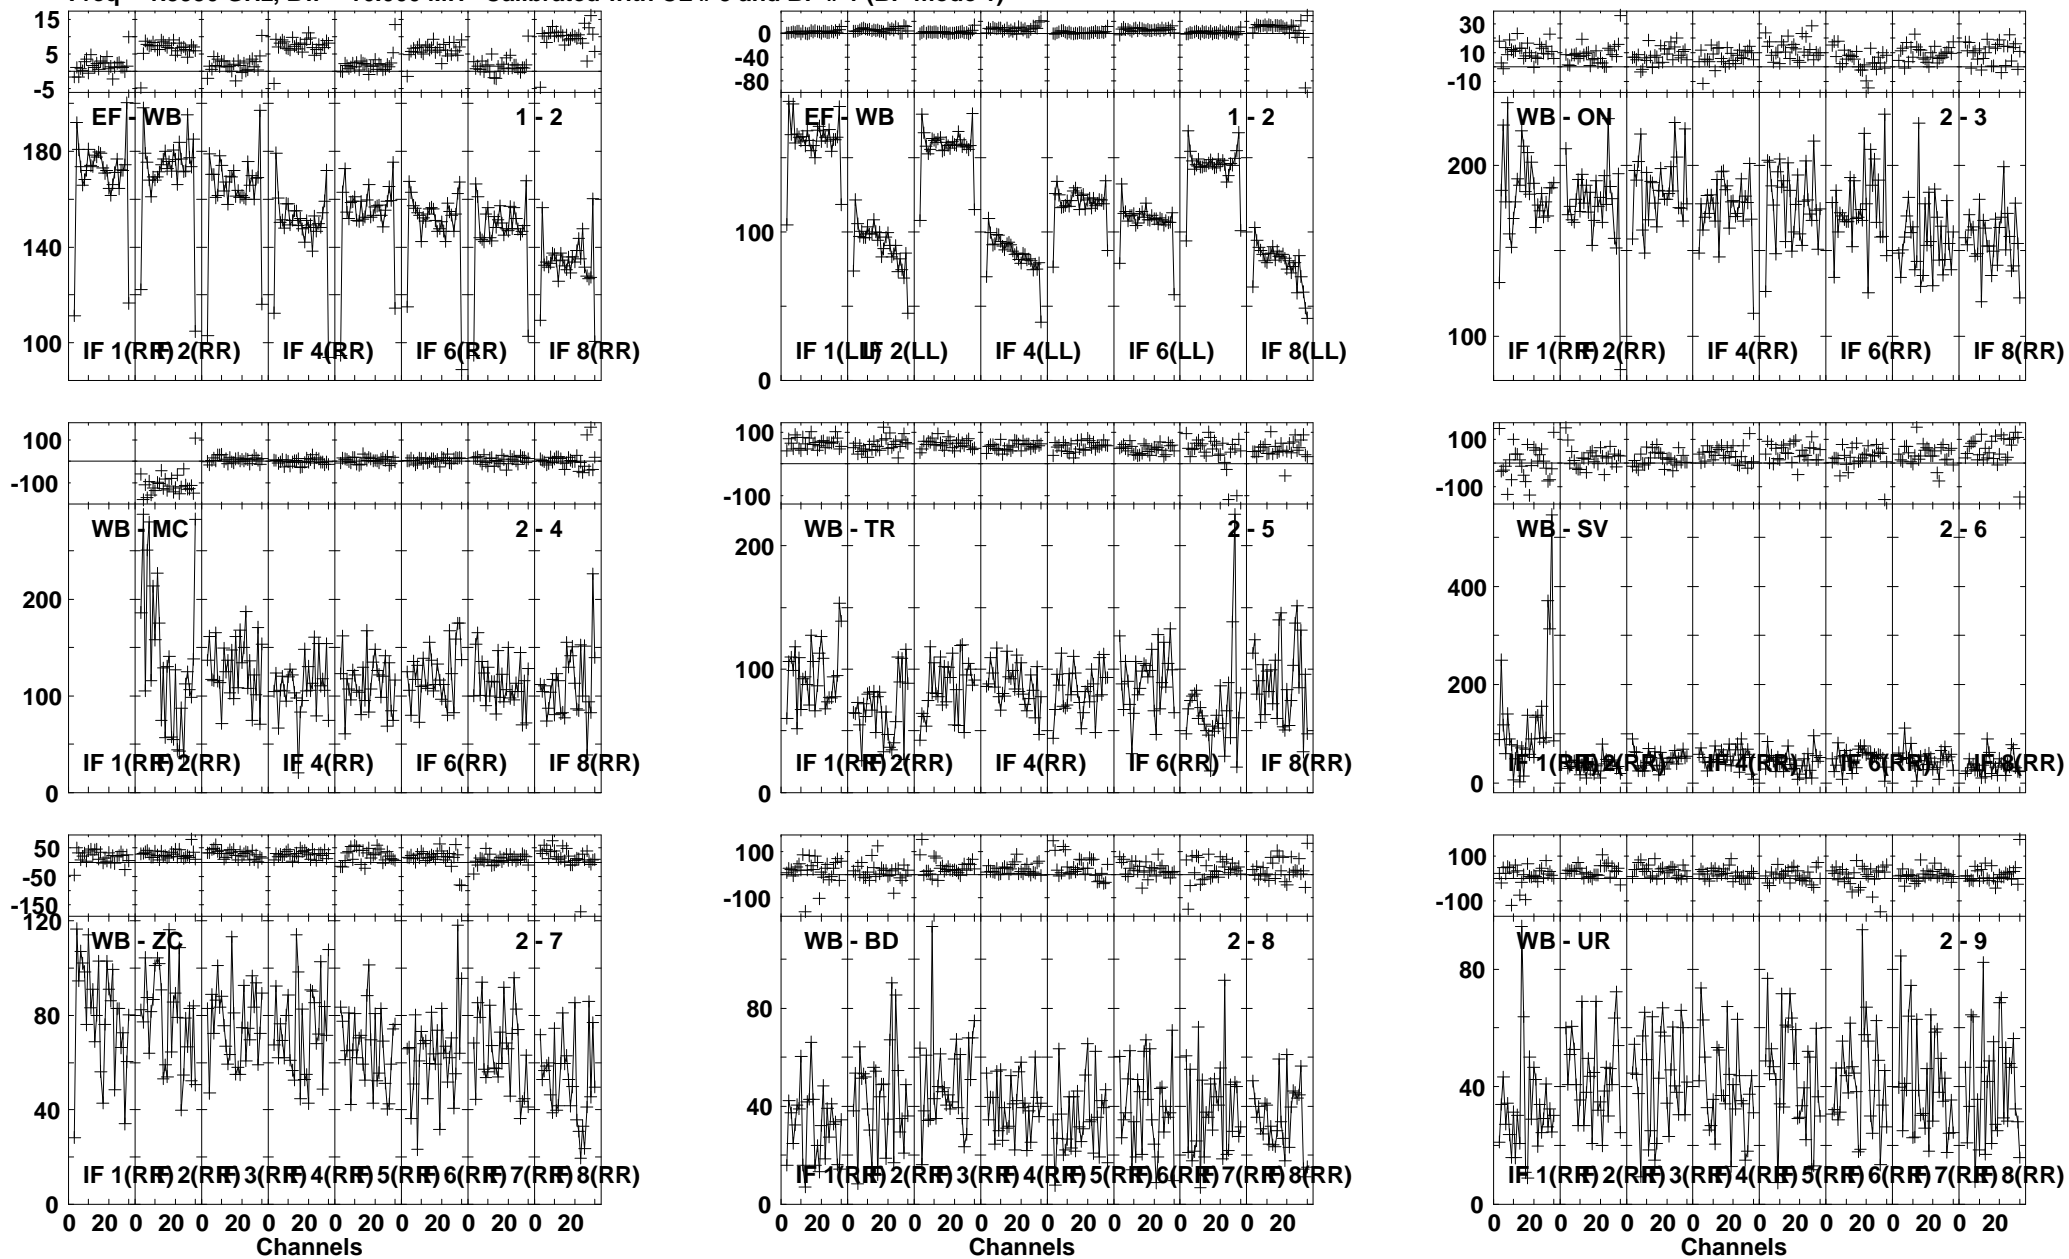 15
5
-5
EF - WB 1 - 2
180
140
100
IF 1(RR) IF 2(RR) IF 4(RR) IF 6(RR) IF 8(RR)
0
-40
-80
EF - WB 1 - 2
100
0
IF 1(LL) IF 2(LL) IF 4(LL) IF 6(LL) IF 8(LL)
30
10
-10
WB - ON 2 - 3
200
100
IF 1(RR) IF 2(RR) IF 4(RR) IF 6(RR) IF 8(RR)
100
-100
WB - MC 2 - 4
200
100
0
IF 1(RR) IF 2(RR) IF 4(RR) IF 6(RR) IF 8(RR)
100
-100
WB - TR 2 - 5
200
100
0
IF 1(RR) IF 2(RR) IF 4(RR) IF 6(RR) IF 8(RR)
100
-100
WB - SV 2 - 6
400
200
0
IF 1(RR) IF 2(RR) IF 4(RR) IF 6(RR) IF 8(RR)
50
-50
-150
120
WB - ZC 2 - 7
80
40
0
IF 1(RR) IF 2(RR) IF 3(RR) IF 4(RR) IF 5(RR) IF 6(RR) IF 7(RR) IF 8(RR)
0 20 0 20 0 20 0 20 0 20 0 20 0 20 0 20
Channels
100
-100
WB - BD 2 - 8
80
40
0
IF 1(RR) IF 2(RR) IF 3(RR) IF 4(RR) IF 5(RR) IF 6(RR) IF 7(RR) IF 8(RR)
0 20 0 20 0 20 0 20 0 20 0 20 0 20 0 20
Channels
100
-100
WB - UR 2 - 9
80
40
0
IF 1(RR) IF 2(RR) IF 3(RR) IF 4(RR) IF 5(RR) IF 6(RR) IF 7(RR) IF 8(RR)
0 20 0 20 0 20 0 20 0 20 0 20 0 20 0 20
Channels